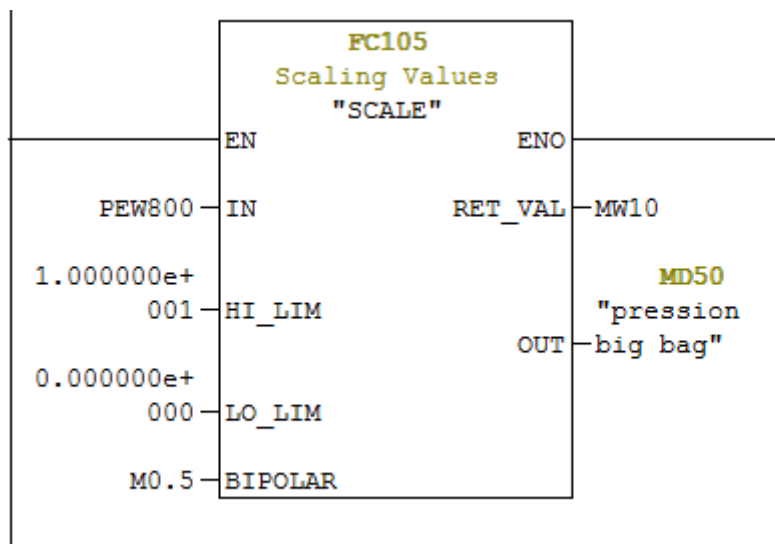 FC105
Scaling Values
"SCALE"
EN ENO
PEW800 IN RET_VAL MW10
1.000000e+ MD50
001 HI_LIM "pression
OUT big bag"
0.000000e+
000 LO_LIM
M0.5 BIPOLAR